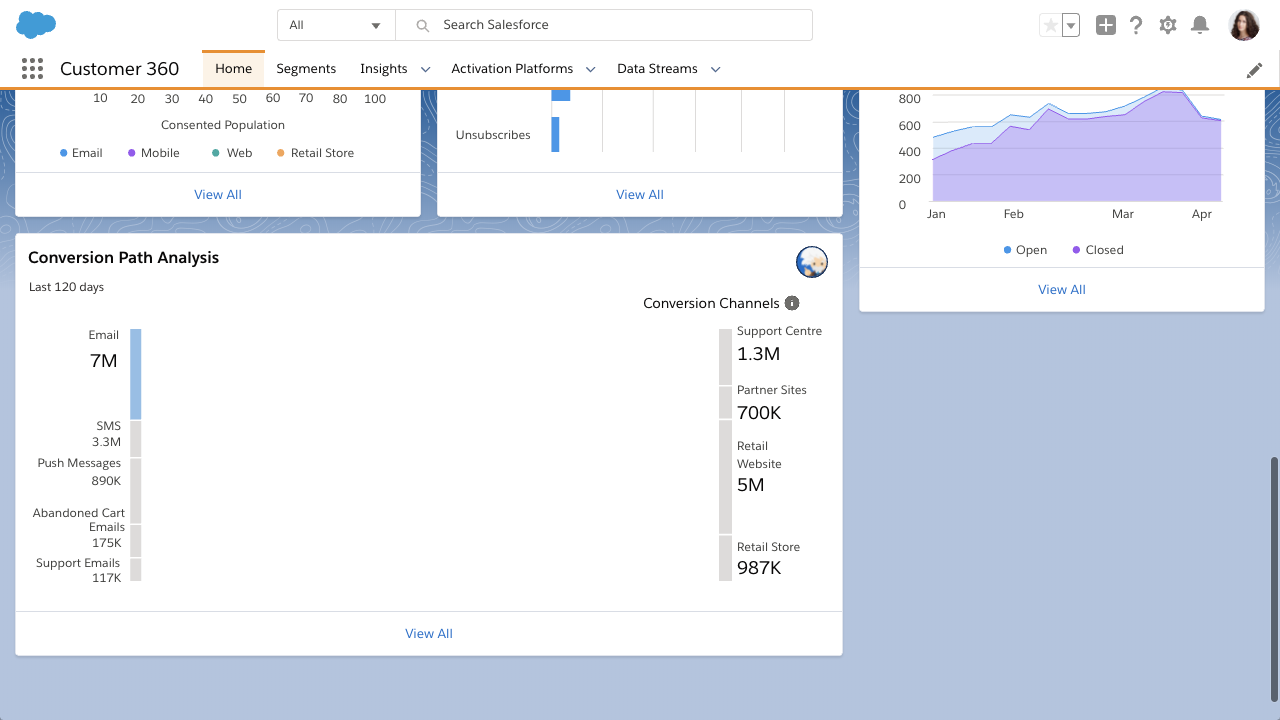 All
Search Salesforce
Customer 360
Home
Segments
Insights
Activation Platforms
Data Streams
10 20 30 40 50 60 70 80 100
Consented Population
Email Mobile Web Retail Store
View All
Unsubscribes
View All
800
600
400
200
0
Jan Feb Mar Apr
Open Closed
View All
Conversion Path Analysis
Last 120 days
Conversion Channels
Email
7M
SMS
3.3M
Push Messages
890K
Abandoned Cart
Emails
175K
Support Emails
117K
Support Centre
1.3M
Partner Sites
700K
Retail
Website
5M
Retail Store
987K
View All